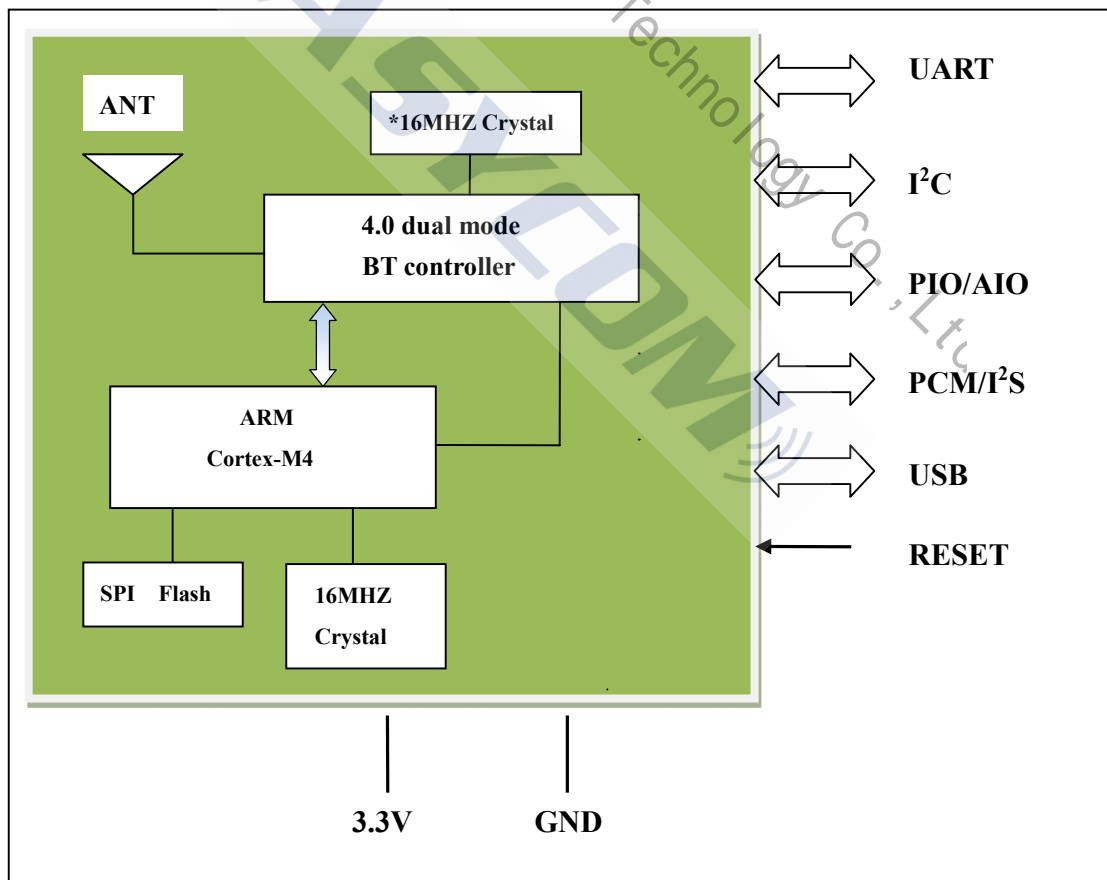 ANT
*16MHZ Crystal
4.0 dual mode
BT controller
ARM
Cortex-M4
SPI Flash
16MHZ
Crystal
UART
I²C
PIO/AIO
PCM/I²S
USB
RESET
3.3V
GND
ASYCOM
Technology Co.,Ltd